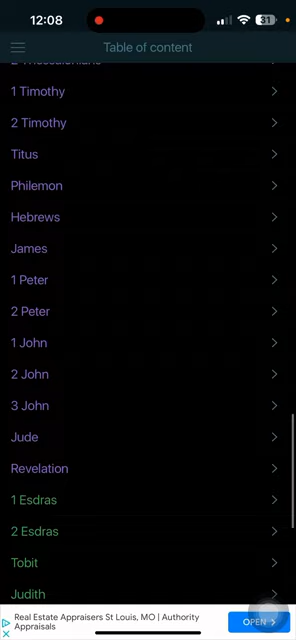 12:08
31
Table of content
2 Thessalonians
1 Timothy
2 Timothy
Titus
Philemon
Hebrews
James
1 Peter
2 Peter
1 John
2 John
3 John
Jude
Revelation
1 Esdras
2 Esdras
Tobit
Judith
Real Estate Appraisers St Louis, MO | Authority
Appraisals
OPEN